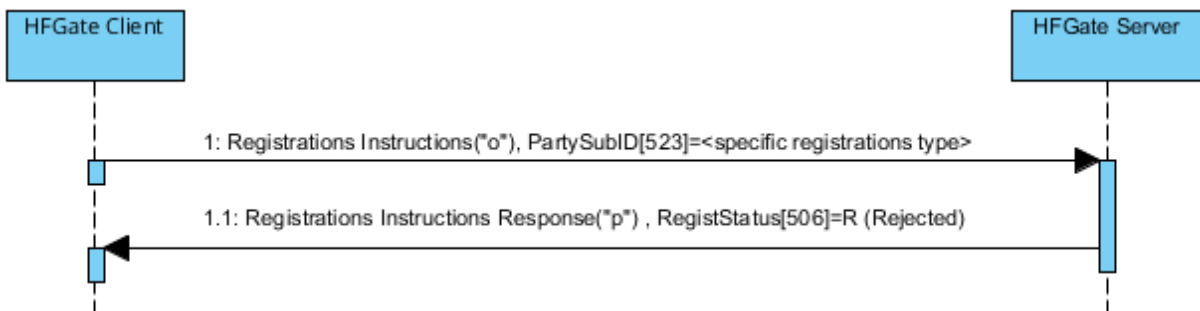 HFGate Client
HFGate Server
1: Registrations Instructions("o"), PartySubID[523]=<specific registrations type>
1.1: Registrations Instructions Response("p") , RegistStatus[506]=R (Rejected)